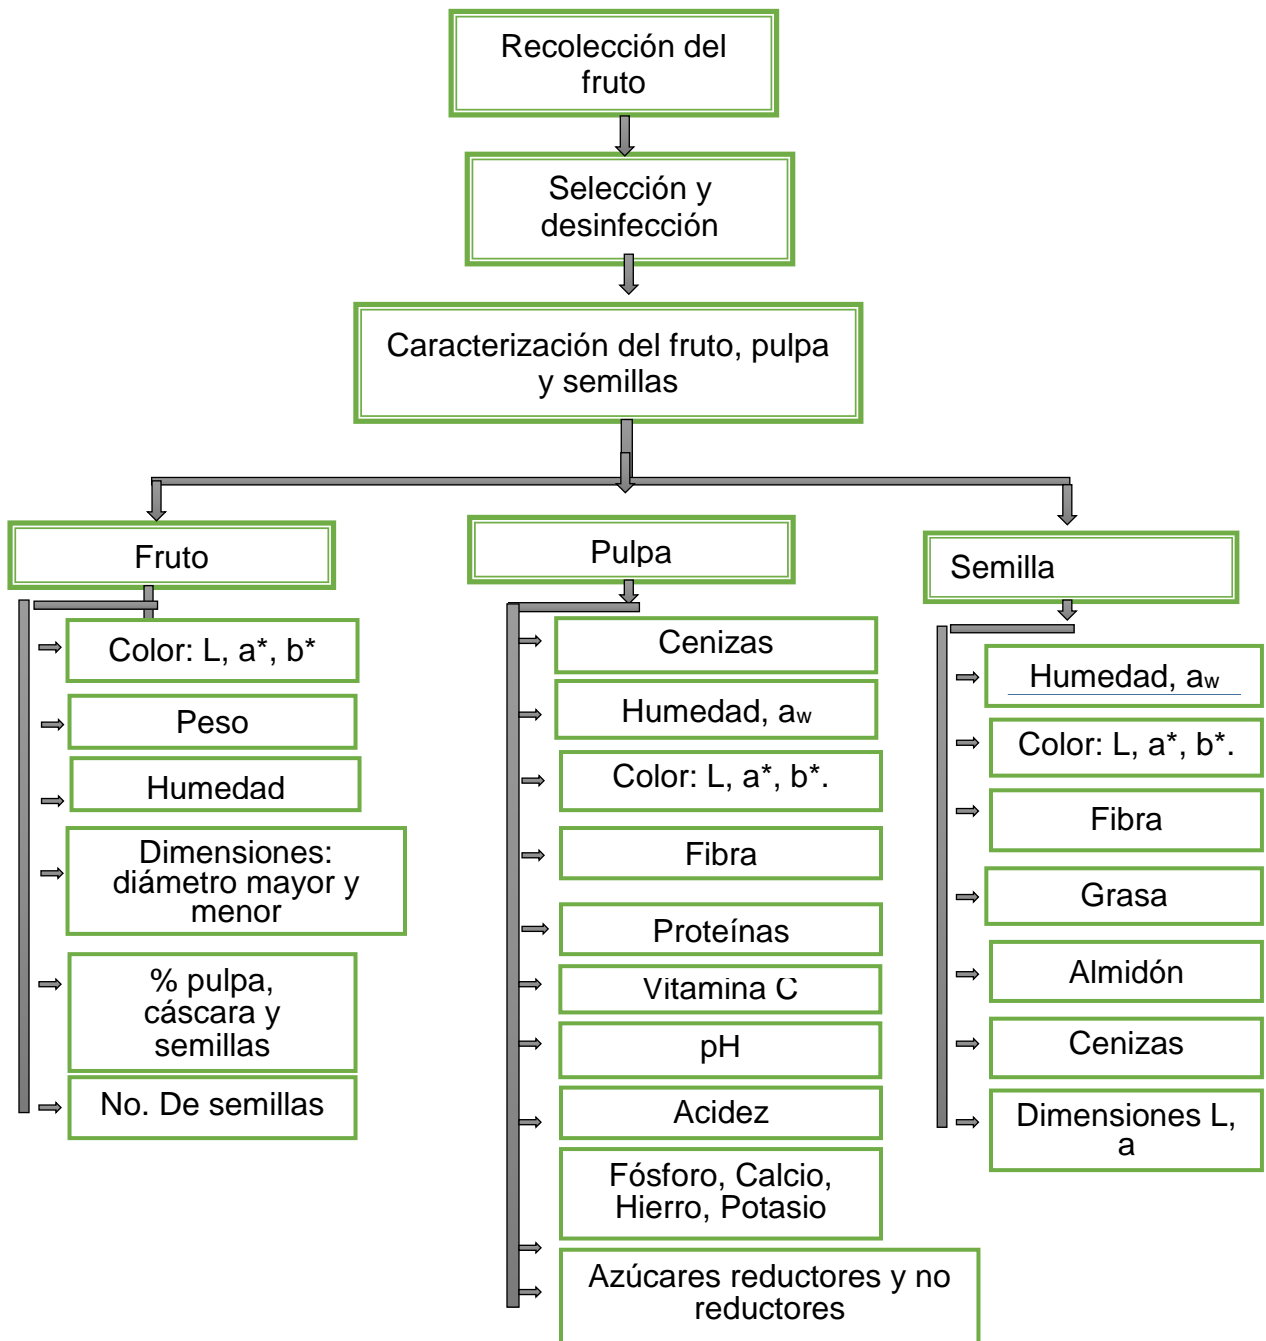 Recolección del
fruto
Selección y
desinfección
Caracterización del fruto, pulpa
y semillas
Fruto
Color: L, a*, b*
Peso
Humedad
Dimensiones:
diámetro mayor y
menor
% pulpa,
cáscara y
semillas
No. De semillas
Pulpa
Cenizas
Humedad, aw
Color: L, a*, b*.
Fibra
Proteínas
Vitamina C
pH
Acidez
Fósforo, Calcio,
Hierro, Potasio
Azúcares reductores y no
reductores
Semilla
Humedad, aw
Color: L, a*, b*.
Fibra
Grasa
Almidón
Cenizas
Dimensiones L,
a